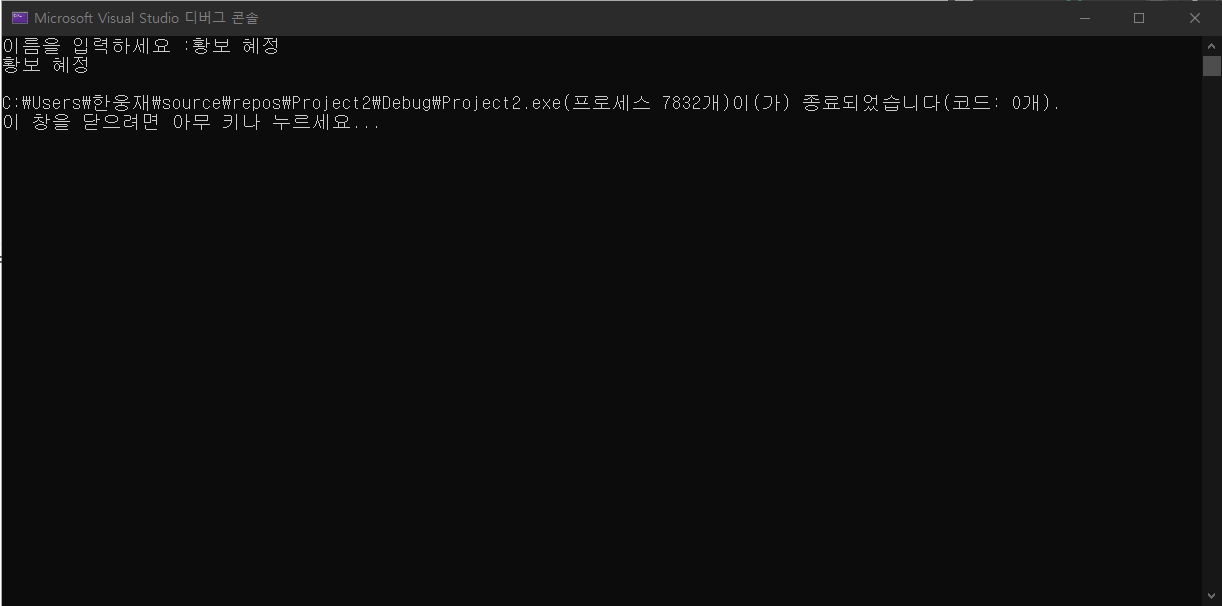 Microsoft Visual Studio 디버그 콘솔
이름을 입력하세요 :황보 혜정
황보 혜정
C:₩Users₩한웅재₩source₩repos₩Project2₩Debug₩Project2.exe(프로세스 7832개)이(가) 종료되었습니다(코드: 0개).
이 창을 닫으려면 아무 키나 누르세요...